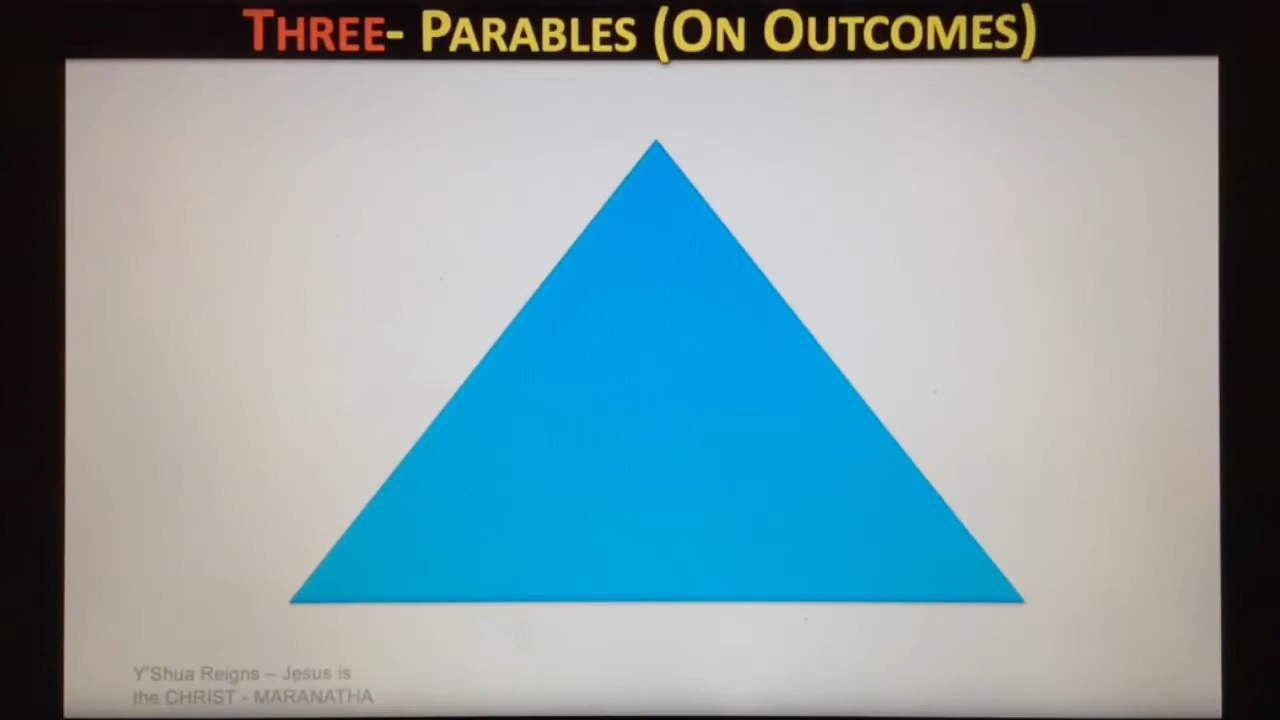 THREE- PARABLES (ON OUTCOMES)
Y'Shua Reigns – Jesus is
the CHRIST - MARANATHA